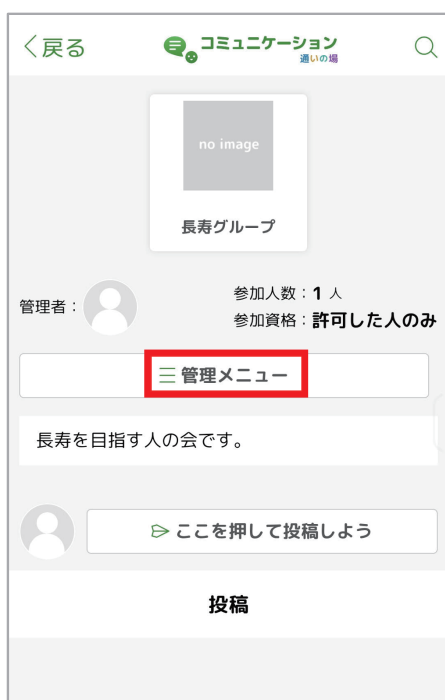 戻る
コミュニケーション
通いの場
no image
長寿グループ
管理者：
参加人数：1 人
参加資格：許可した人のみ
管理メニュー
長寿を目指す人の会です。
ここを押して投稿しよう
投稿